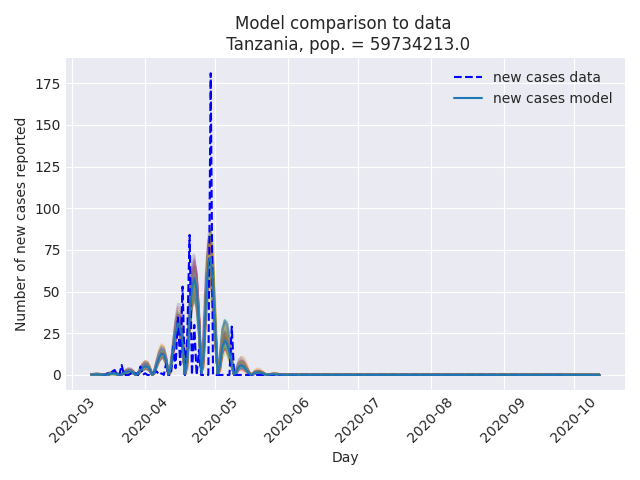 Model comparison to data
Tanzania, pop. = 59734213.0
new cases data
new cases model
Number of new cases reported
175
150
125
100
75
50
25
0
2020-03
2020-04
2020-05
2020-06
2020-07
2020-08
2020-09
2020-10
Day